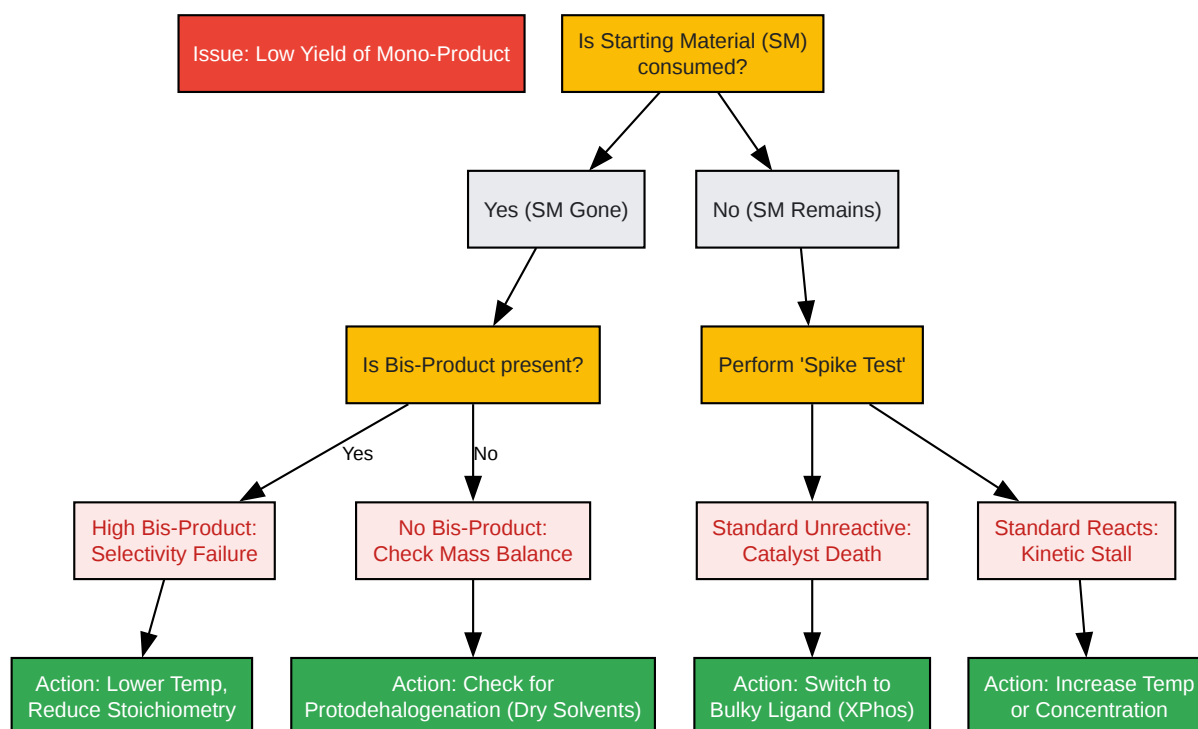 Issue: Low Yield of Mono-Product
Is Starting Material (SM)
consumed?
Yes (SM Gone)
No (SM Remains)
Is Bis-Product present?
Perform 'Spike Test'
Yes
No
High Bis-Product:
Selectivity Failure
No Bis-Product:
Check Mass Balance
Standard Unreactive:
Catalyst Death
Standard Reacts:
Kinetic Stall
Action: Lower Temp,
Reduce Stoichiometry
Action: Check for
Protodehalogenation (Dry Solvents)
Action: Switch to
Bulky Ligand (XPhos)
Action: Increase Temp
or Concentration